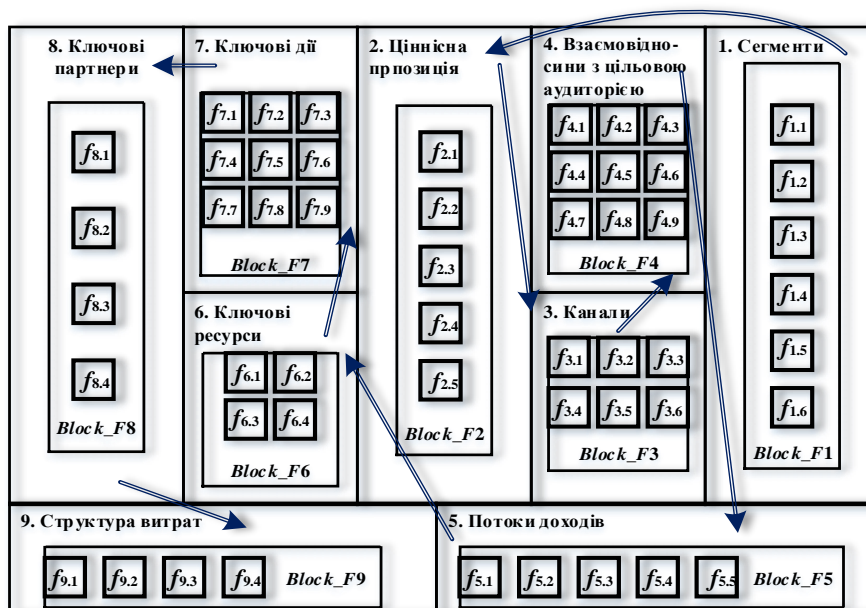 8. Ключові
партнери
f8.1
f8.2
f8.3
f8.4
Block_F8
7. Ключові дії
f7.1 f7.2 f7.3
f7.4 f7.5 f7.6
f7.7 f7.8 f7.9
Block_F7
6. Ключові
ресурси
f6.1 f6.2
f6.3 f6.4
Block_F6
2. Ціннісна
прпозиція
f2.1
f2.2
f2.3
f2.4
f2.5
Block_F2
4. Взаємовідно-
сини з цільовою
аудиторією
f4.1 f4.2 f4.3
f4.4 f4.5 f4.6
f4.7 f4.8 f4.9
Block_F4
3. Канали
f3.1 f3.2 f3.3
f3.4 f3.5 f3.6
Block_F3
1. Сегменти
f1.1
f1.2
f1.3
f1.4
f1.5
f1.6
Block_F1
9. Структура витрат
f9.1 f9.2 f9.3 f9.4 Block_F9
5. Потоки доходів
f5.1 f5.2 f5.3 f5.4 f5.5 Block_F5